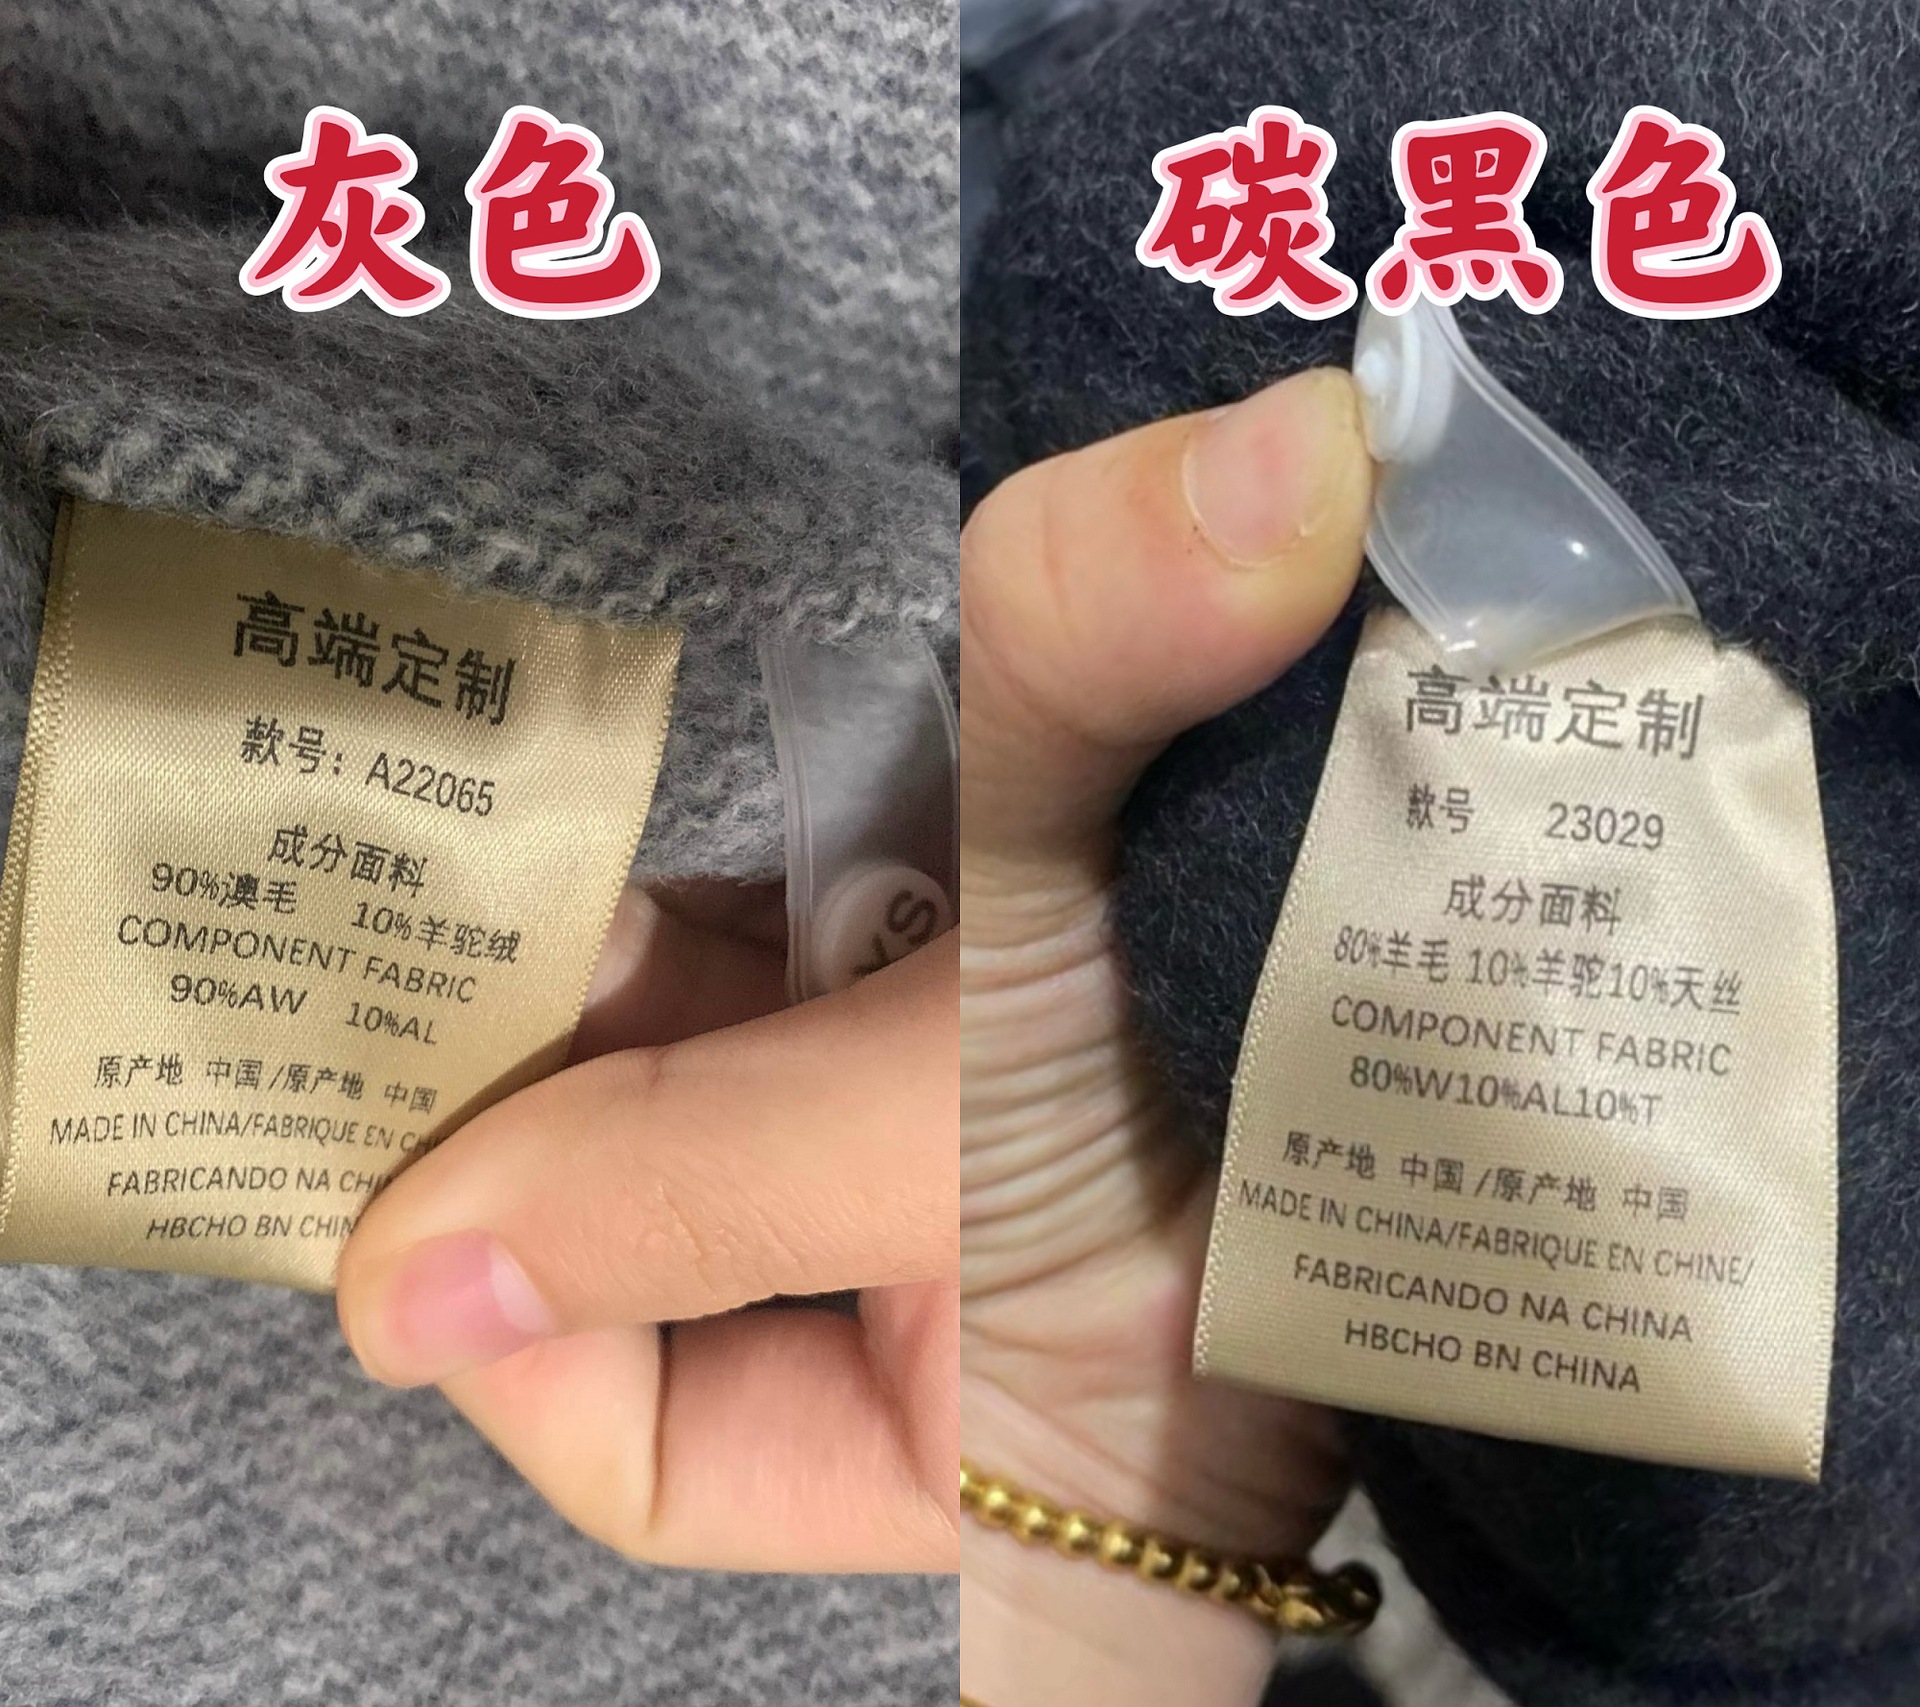 灰色
高端定制
款号：A22065
成分面料
90%澳毛 10%羊驼绒
COMPONENT FABRIC
90%AW 10%AL
原产地 中国/原产地 中国
MADE IN CHINA/FABRIQUE EN CH
FABRICANDO NA CHI
HBCHO BN CHIN
YS
碳黑色
高端定制
款号 23029
成分面料
80%羊毛 10%羊驼10%天丝
COMPONENT FABRIC
80%W10%AL10%T
原产地 中国/原产地 中国
MADE IN CHINA/FABRIQUE EN CHINE/
FABRICANDO NA CHINA
HBCHO BN CHINA